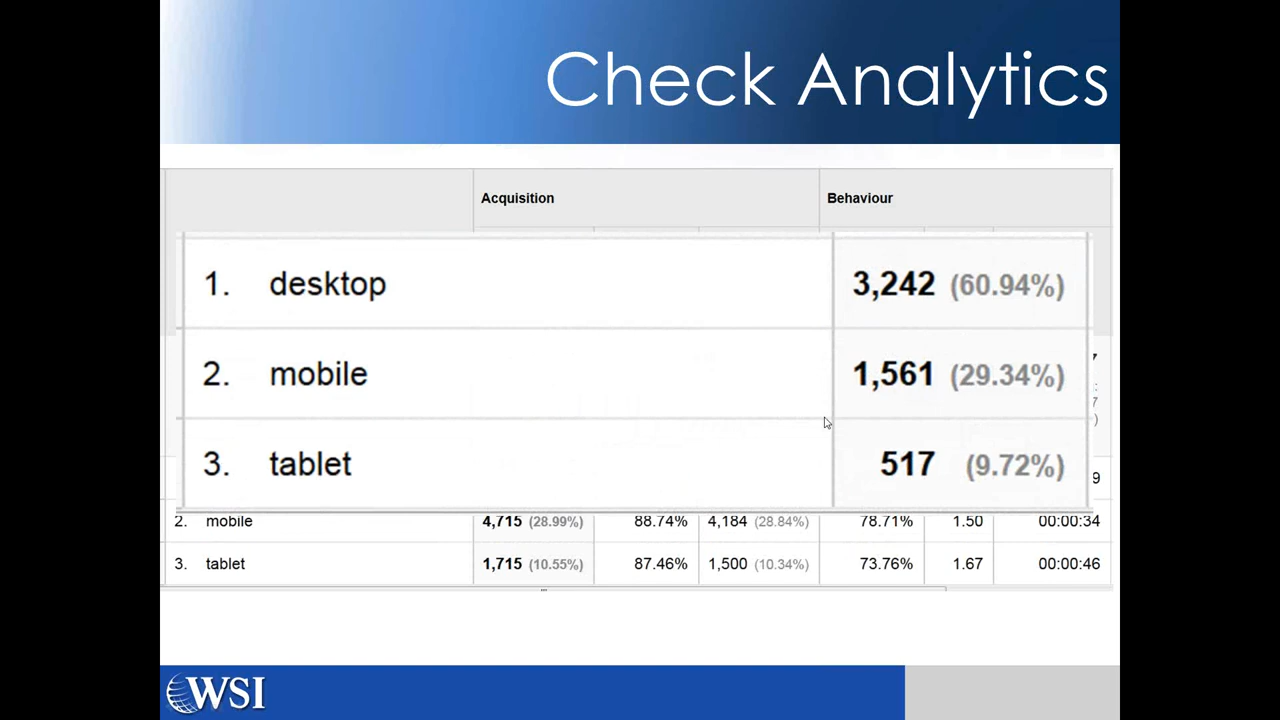 Check Analytics
Acquisition Behaviour
1. desktop 3,242 (60.94%)
2. mobile 1,561 (29.34%)
3. tablet 517 (9.72%)
2. mobile 4,715 (28.99%) 88.74% 4,184 (28.84%) 78.71% 1.50 00:00:34
3. tablet 1,715 (10.55%) 87.46% 1,500 (10.34%) 73.76% 1.67 00:00:46
WSI